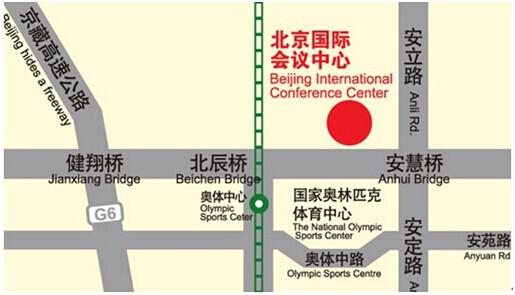 京藏高速公路
Beijing hides a freeway
北京国际
会议中心
Beijing International
Conference Center
安立路
Anli Rd.
健翔桥
Jianxiang Bridge
北辰桥
Beichen Bridge
安慧桥
Anhui Bridge
奥体中心
Olympic
Sports Ceter
国家奥林匹克
体育中心
The National Olympic
Sports Center
G6
奥体中路
Olympic Sports Centre
安定路
安苑路
Anyuan Rd